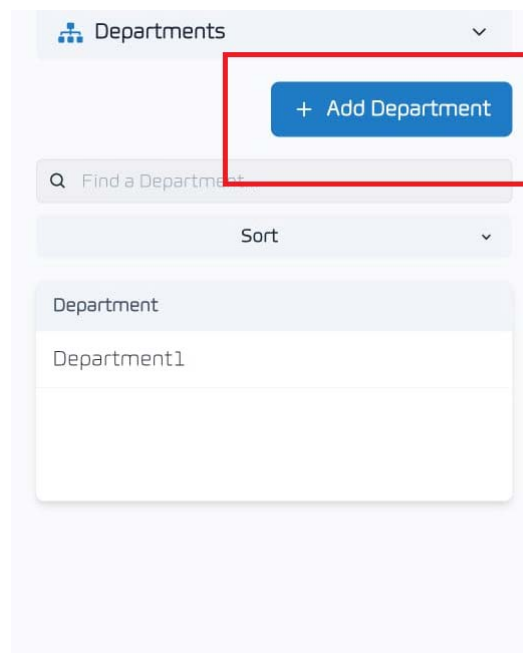 Departments
+ Add Department
Find a Department...
Sort
Department
Department1